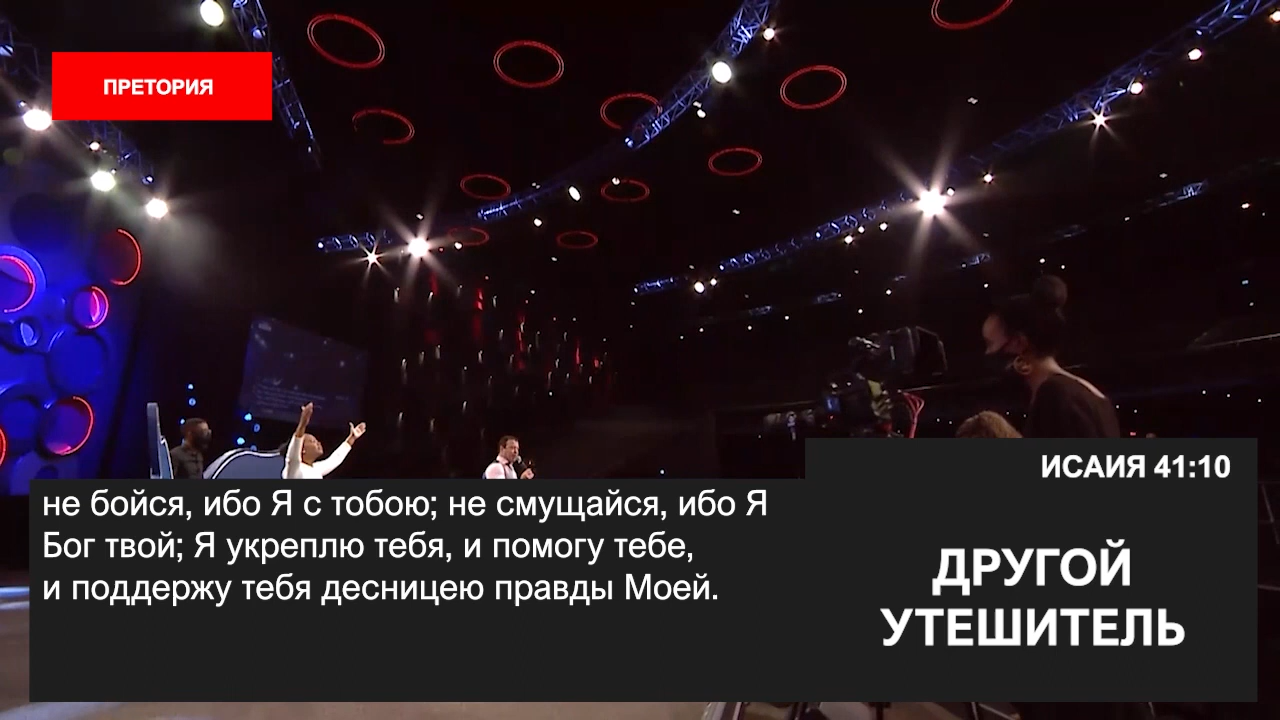 ПРЕТОРИЯ
ИСАИЯ 41:10
не бойся, ибо Я с тобою; не смущайся, ибо Я
Бог твой; Я укреплю тебя, и помогу тебе,
и поддержу тебя десницею правды Моей.
ДРУГОЙ
УТЕШИТЕЛЬ